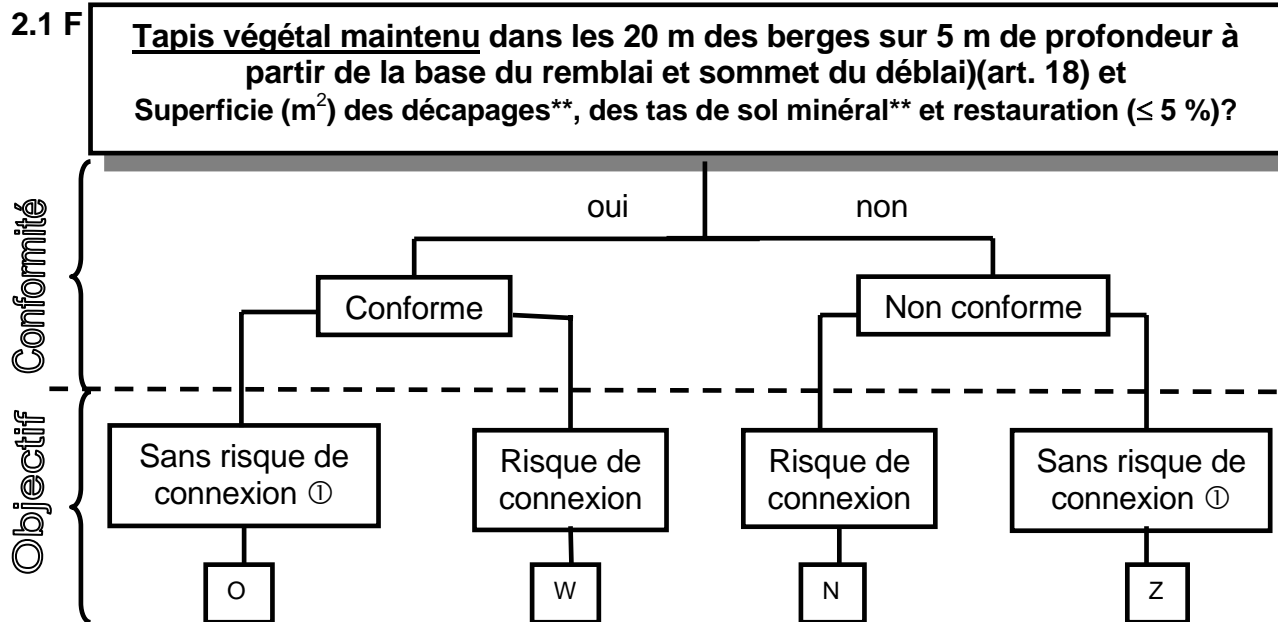 2.1 F
Tapis végétal maintenu dans les 20 m des berges sur 5 m de profondeur à
partir de la base du remblai et sommet du déblai)(art. 18) et
Superficie (m²) des décapages**, des tas de sol minéral** et restauration (≤ 5 %)?
Conformité
oui non
Conforme
Non conforme
Objectif
Sans risque de
connexion ①
Risque de
connexion
Risque de
connexion
Sans risque de
connexion ①
O
W
N
Z